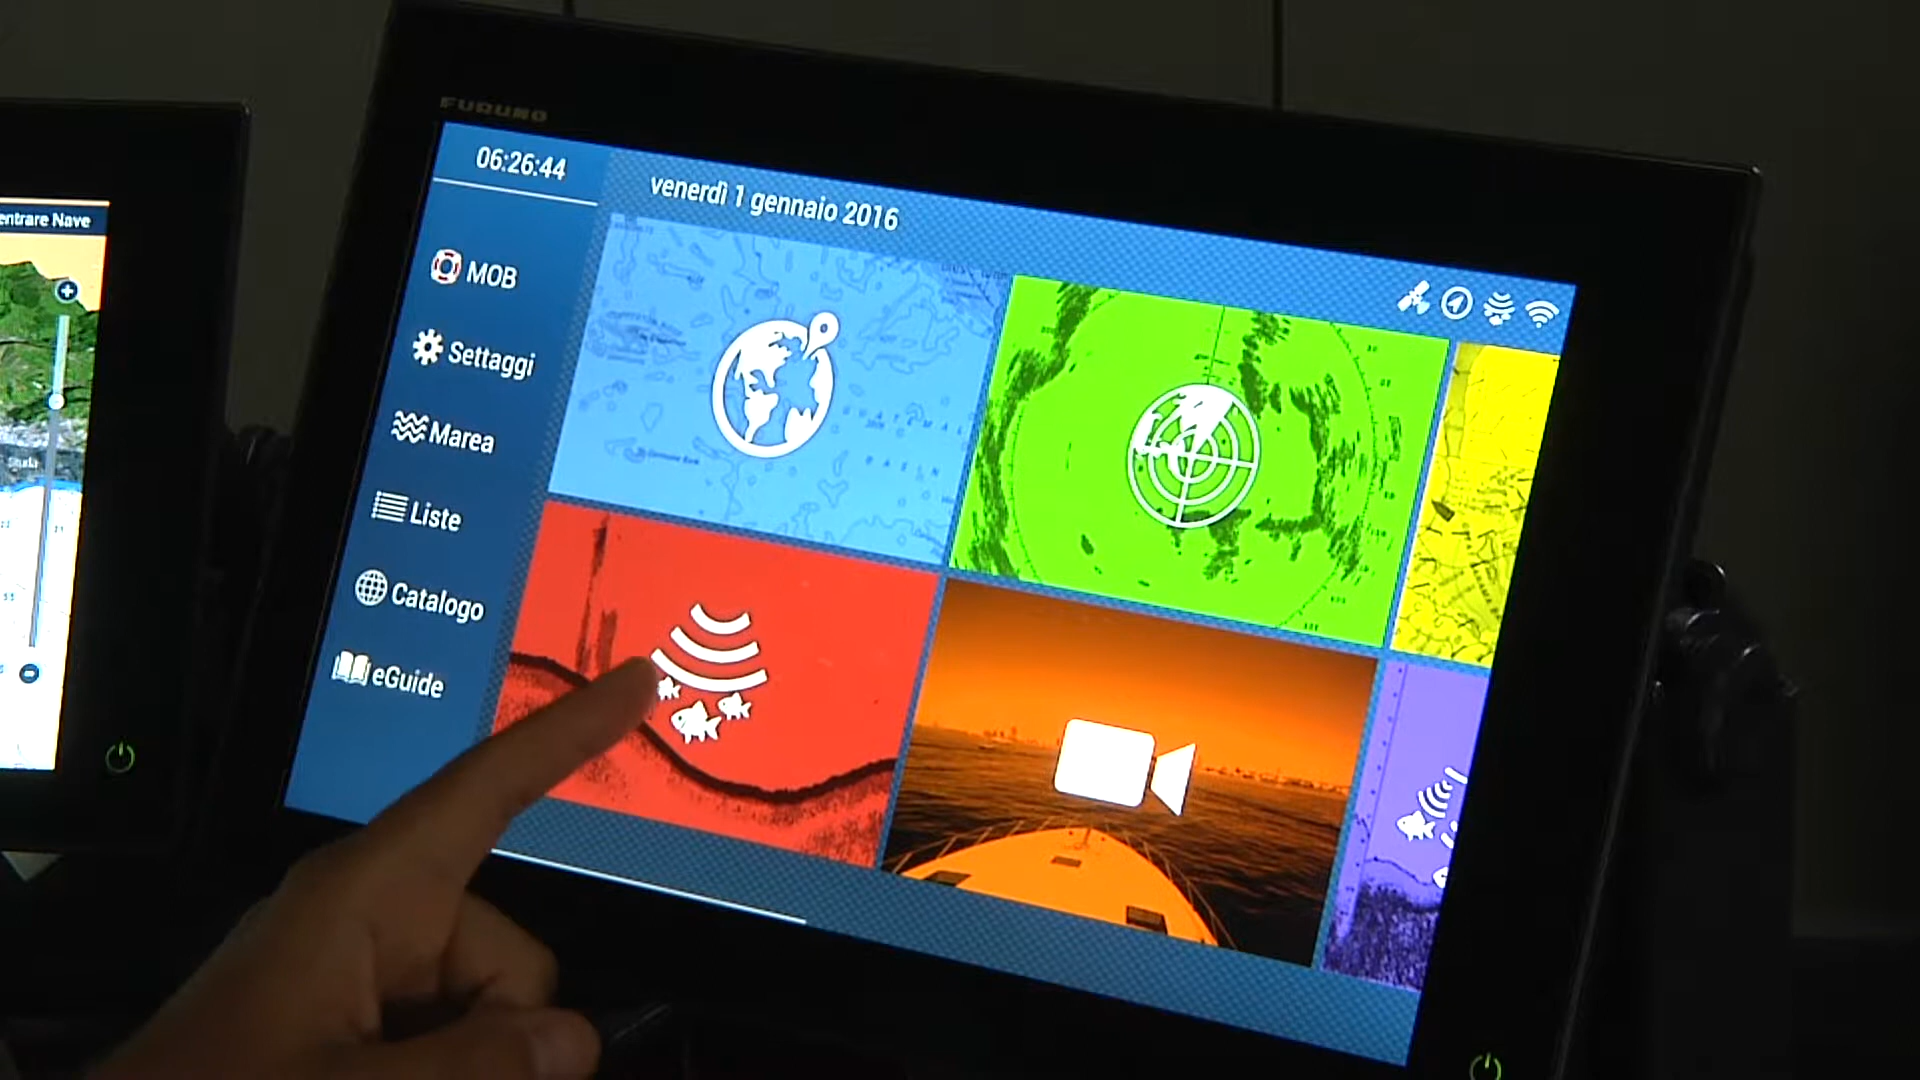 FURUNO
06:26:44
venerdì 1 gennaio 2016
MOB
Settaggi
Marea
Liste
Catalogo
eGuide
entrare Nave